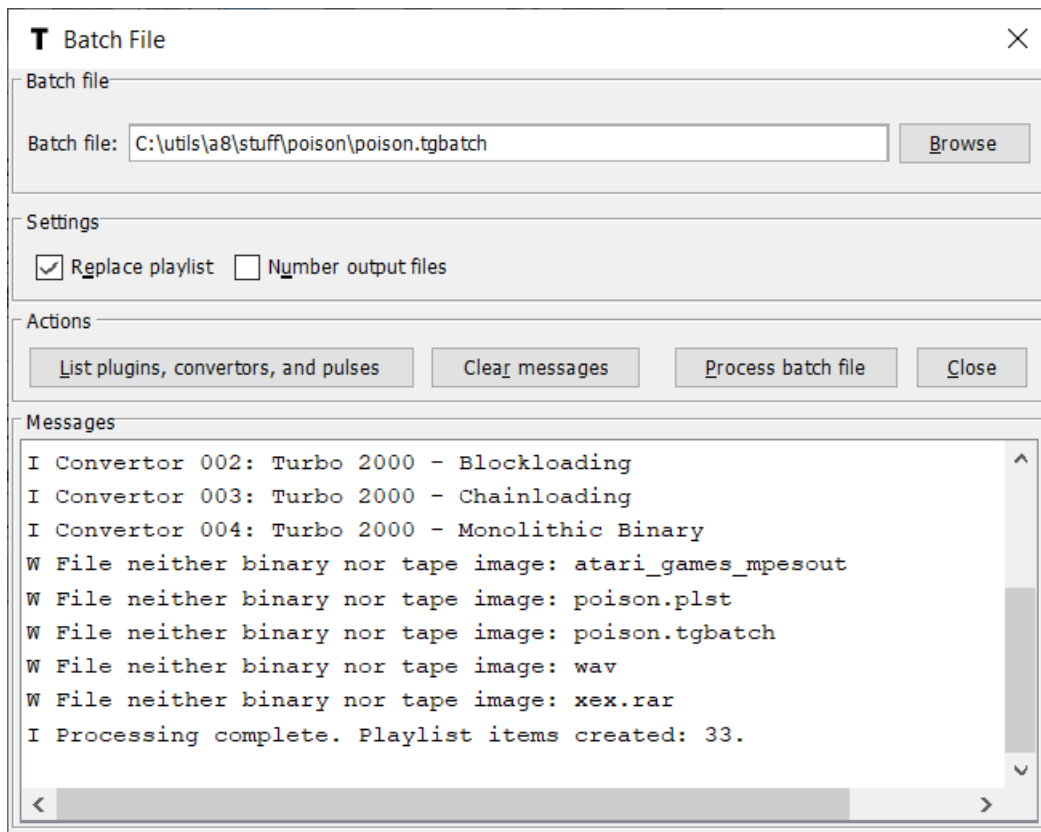 T Batch File
Batch file
Batch file: C:\utils\a8\stuff\poison\poison.tgbatch Browse
Settings
Replace playlist Number output files
Actions
List plugins, convertors, and pulses Clear messages Process batch file Close
Messages
I Convertor 002: Turbo 2000 - Blockloading
I Convertor 003: Turbo 2000 - Chainloading
I Convertor 004: Turbo 2000 - Monolithic Binary
W File neither binary nor tape image: atari_games_mpesout
W File neither binary nor tape image: poison.plst
W File neither binary nor tape image: poison.tgbatch
W File neither binary nor tape image: wav
W File neither binary nor tape image: xex.rar
I Processing complete. Playlist items created: 33.